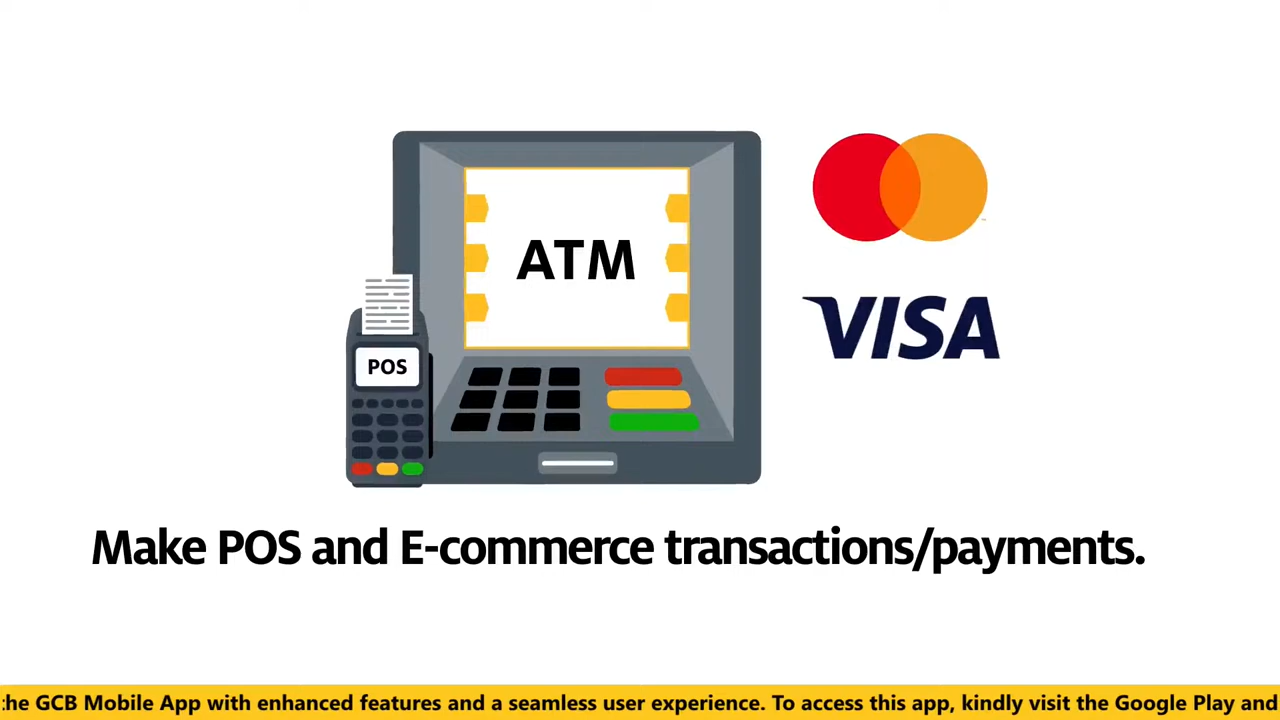 ATM
VISA
POS
Make POS and E-commerce transactions/payments.
the GCB Mobile App with enhanced features and a seamless user experience. To access this app, kindly visit the Google Play and